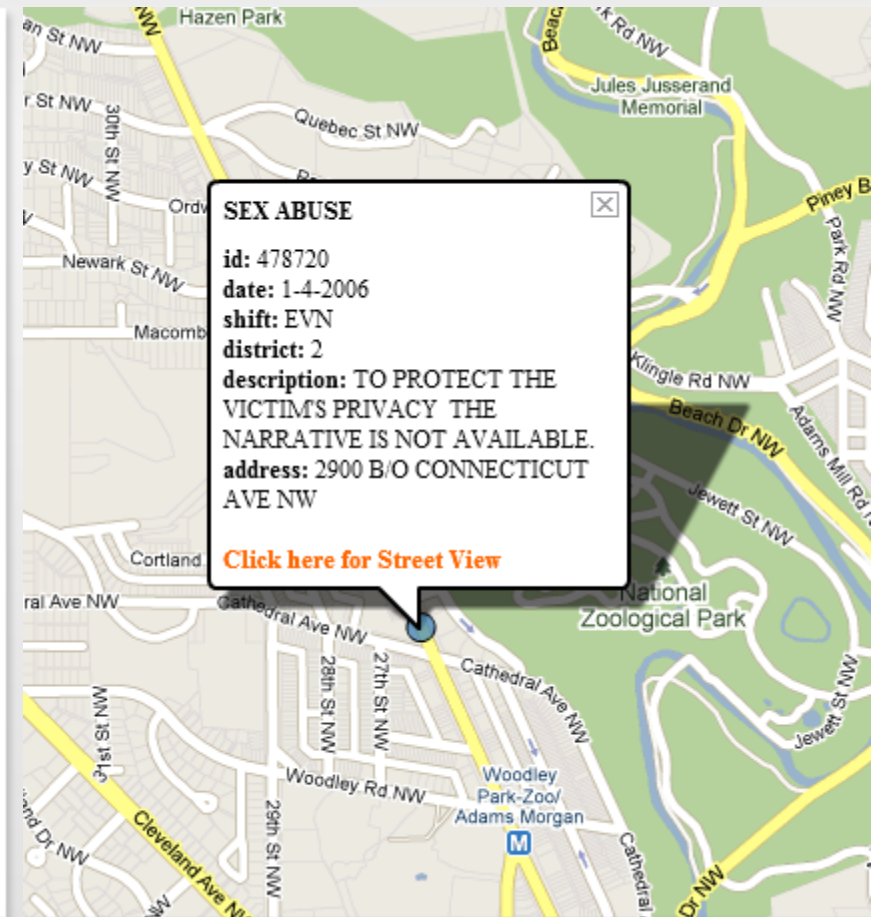 Hazen Park
an St NW
NW
Beac
k Rd NW
Jules Jusserand
Memorial
r St NW
30th St NW
Quebec St NW
y St NW
Ordw
Piney B
Park Rd NW
Newark St NW
Macomb
SEX ABUSE
id: 478720
date: 1-4-2006
shift: EVN
district: 2
description: TO PROTECT THE
VICTIM'S PRIVACY THE
NARRATIVE IS NOT AVAILABLE.
address: 2900 B/O CONNECTICUT
AVE NW
Click here for Street View
Klingle Rd NW
Beach Dr NW
Adams Mill Rd N
Jewett St NW
Cortland
National
Zoological Park
ral Ave NW
Cathedral Ave NW
28th St NW
27th St NW
Cathedral Ave NW
Jewett St NW
31st St NW
Woodley Rd NW
Woodley
Park-Zoo/
Adams Morgan
M
29th St NW
Cleveland Ave NW
and Dr NW
Cathedral
Dr NW